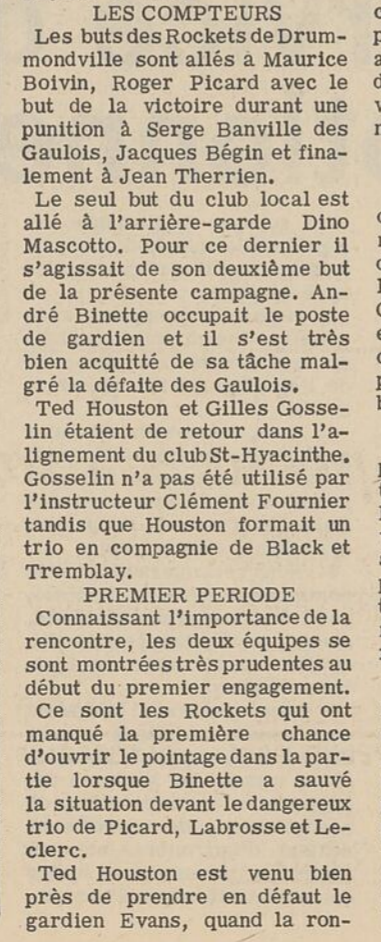 LES COMPTEURS
Les buts des Rockets de Drum-
mondville sont allés à Maurice
Boivin, Roger Picard avec le
but de la victoire durant une
punition à Serge Banville des
Gaulois, Jacques Bégin et fina-
lement à Jean Therrien.
Le seul but du club local est
allé à l'arrière-garde Dino
Mascotto. Pour ce dernier il
s'agissait de son deuxième but
de la présente campagne. An-
dré Binette occupait le poste
de gardien et il s'est très
bien acquitté de sa tâche mal-
gré la défaite des Gaulois.
Ted Houston et Gilles Gosse-
lin étaient de retour dans l'a-
lignement du club St-Hyacinthe.
Gosselin n'a pas été utilisé par
l'instructeur Clément Fournier
tandis que Houston formait un
trio en compagnie de Black et
Tremblay.
PREMIER PERIODE
Connaissant l'importance de la
rencontre, les deux équipes se
sont montrées très prudentes au
début du premier engagement.
Ce sont les Rockets qui ont
manqué la première chance
d'ouvrir le pointage dans la par-
tie lorsque Binette a sauvé
la situation devant le dangereux
trio de Picard, Labrosse et Le-
clerc.
Ted Houston est venu bien
près de prendre en défaut le
gardien Evans, quand la ron-